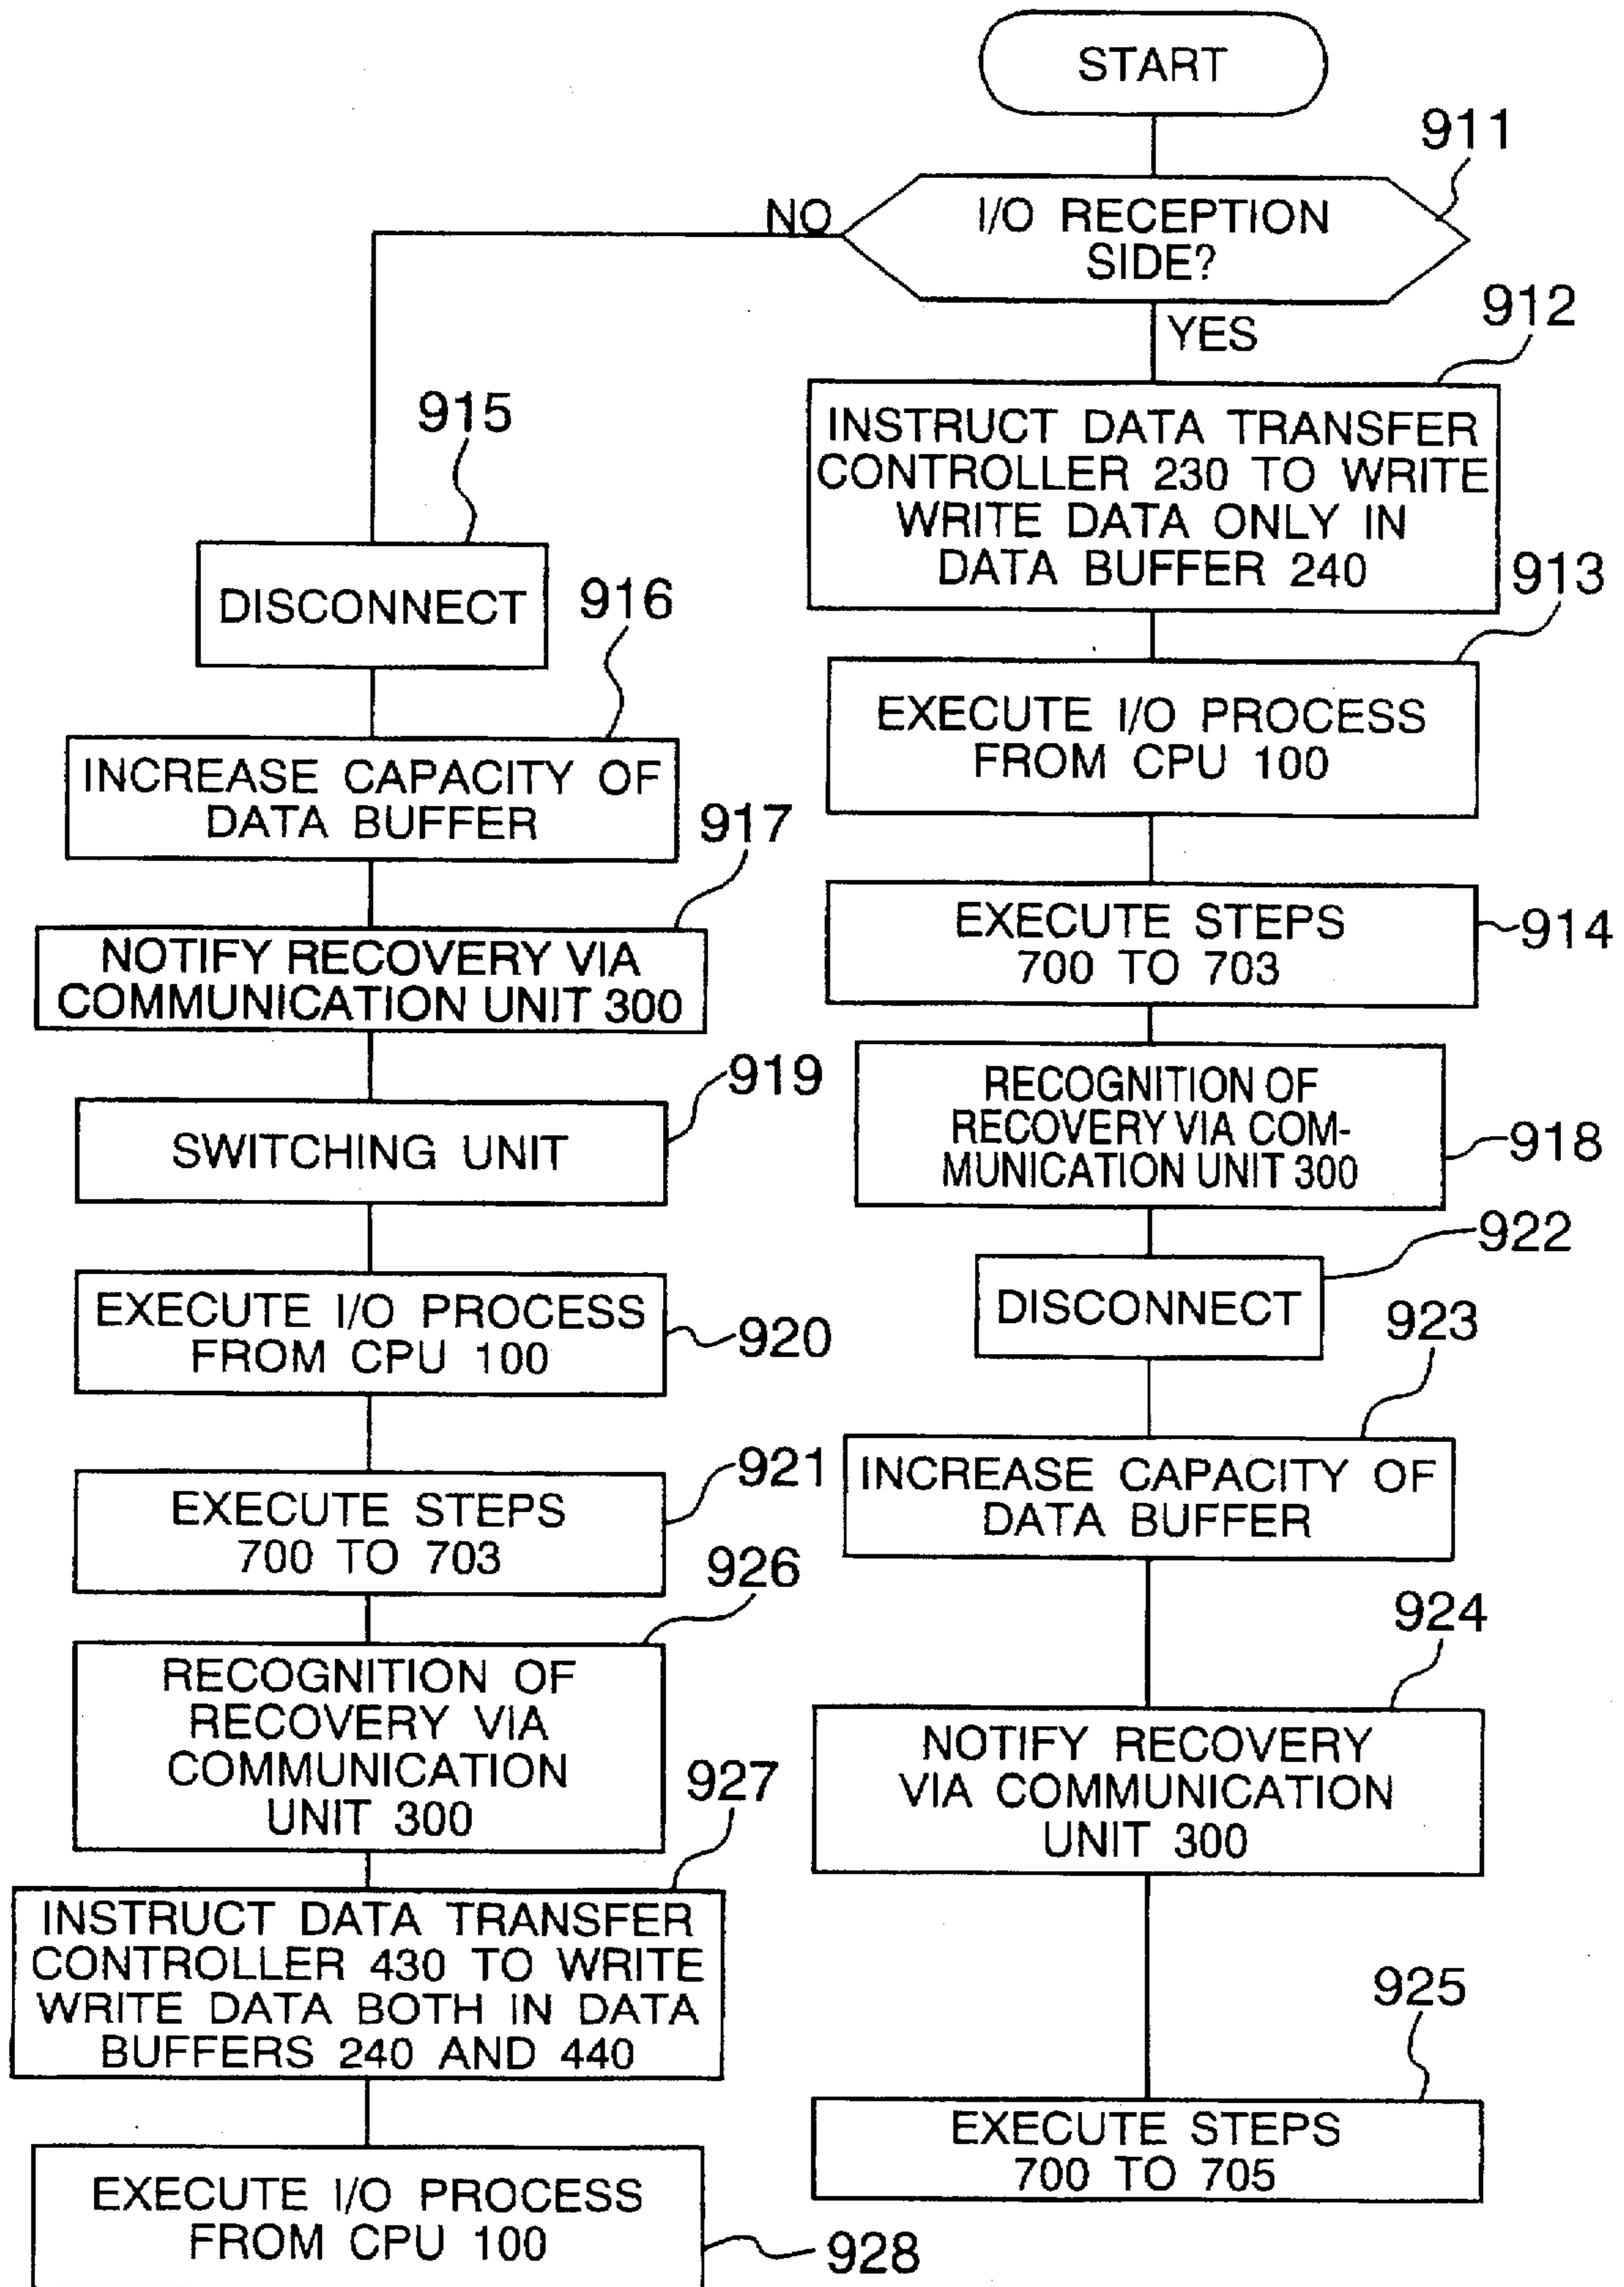 START
911
I/O RECEPTION
SIDE?
NO
YES
912
INSTRUCT DATA TRANSFER
CONTROLLER 230 TO WRITE
WRITE DATA ONLY IN
DATA BUFFER 240
913
EXECUTE I/O PROCESS
FROM CPU 100
EXECUTE STEPS
700 TO 703
914
RECOGNITION OF
RECOVERY VIA COM-
MUNICATION UNIT 300
918
922
DISCONNECT
923
INCREASE CAPACITY OF
DATA BUFFER
924
NOTIFY RECOVERY
VIA COMMUNICATION
UNIT 300
925
EXECUTE STEPS
700 TO 705
915
DISCONNECT
916
INCREASE CAPACITY OF
DATA BUFFER
917
NOTIFY RECOVERY VIA
COMMUNICATION UNIT 300
919
SWITCHING UNIT
EXECUTE I/O PROCESS
FROM CPU 100
920
921
EXECUTE STEPS
700 TO 703
926
RECOGNITION OF
RECOVERY VIA
COMMUNICATION
UNIT 300
927
INSTRUCT DATA TRANSFER
CONTROLLER 430 TO WRITE
WRITE DATA BOTH IN DATA
BUFFERS 240 AND 440
EXECUTE I/O PROCESS
FROM CPU 100
928